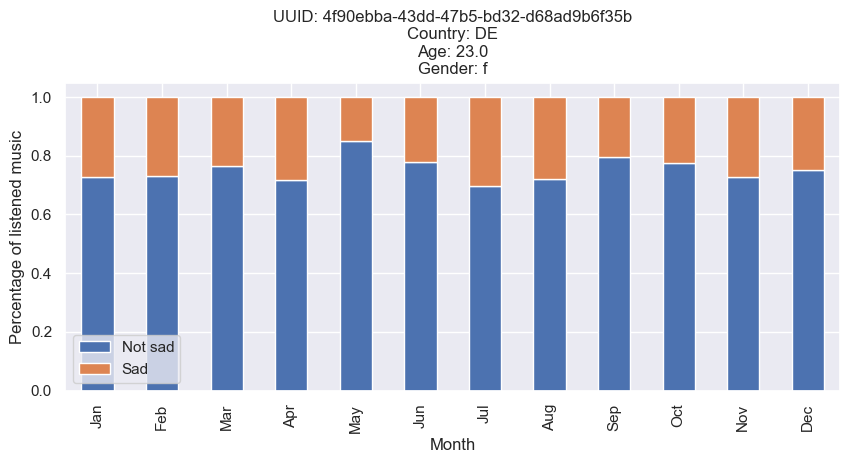 UUID: 4f90ebba-43dd-47b5-bd32-d68ad9b6f35b
Country: DE
Age: 23.0
Gender: f
Percentage of listened music
1.0
0.8
0.6
0.4
0.2
0.0
Not sad
Sad
Jan
Feb
Mar
Apr
May
Jun
Jul
Aug
Sep
Oct
Nov
Dec
Month